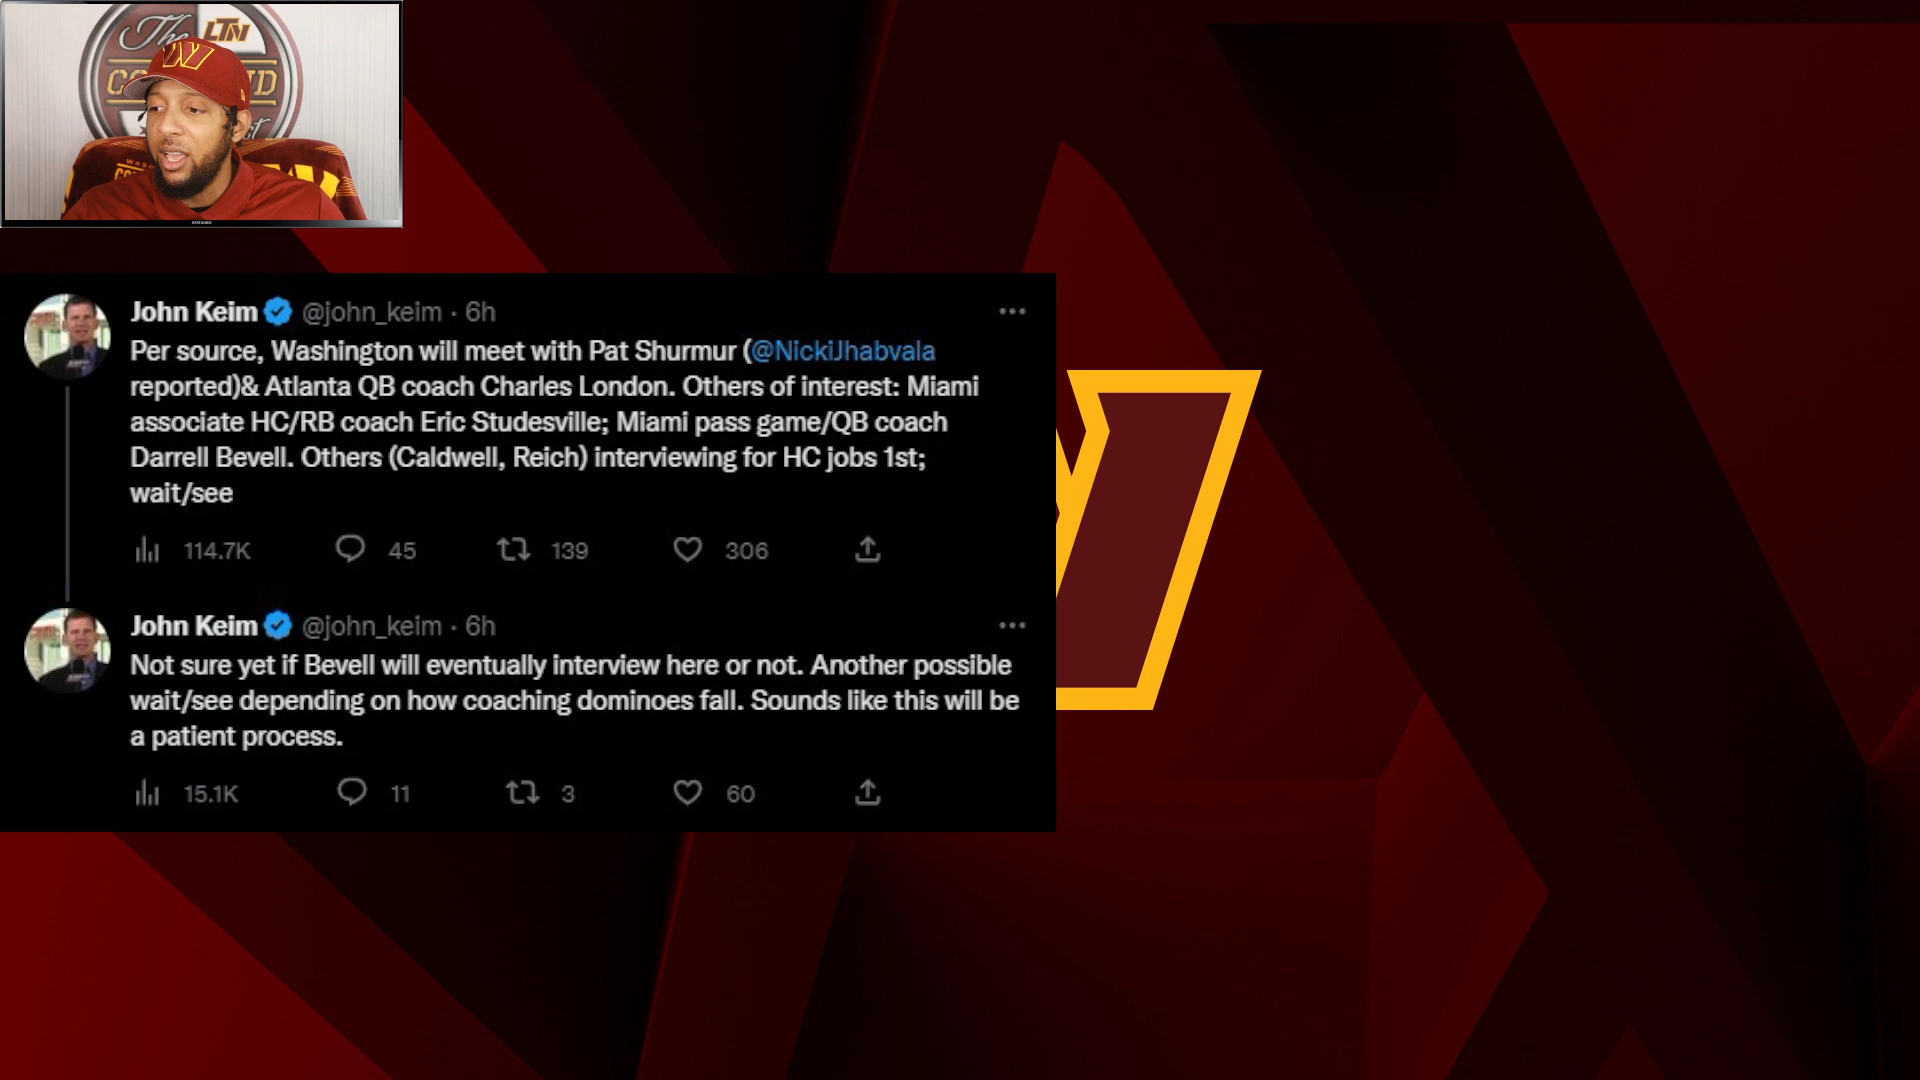 The
LTN
John Keim @john_keim · 6h
Per source, Washington will meet with Pat Shurmur (@NickiJhabvala
reported)& Atlanta QB coach Charles London. Others of interest: Miami
associate HC/RB coach Eric Studesville; Miami pass game/QB coach
Darrell Bevell. Others (Caldwell, Reich) interviewing for HC jobs 1st;
wait/see
114.7K 45 139 306
John Keim @john_keim · 6h
Not sure yet if Bevell will eventually interview here or not. Another possible
wait/see depending on how coaching dominoes fall. Sounds like this will be
a patient process.
15.1K 11 3 60